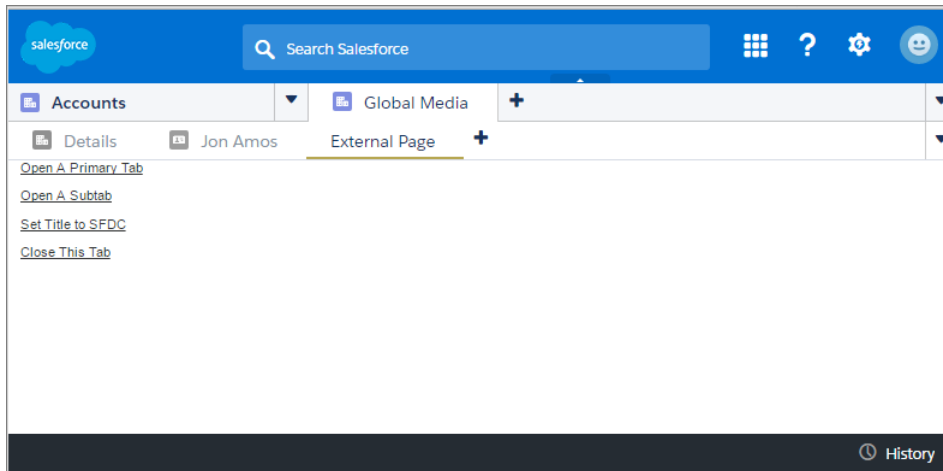 salesforce
Search Salesforce
?
Accounts
Global Media
+
Details
Jon Amos
External Page
+
Open A Primary Tab
Open A Subtab
Set Title to SFDC
Close This Tab
History